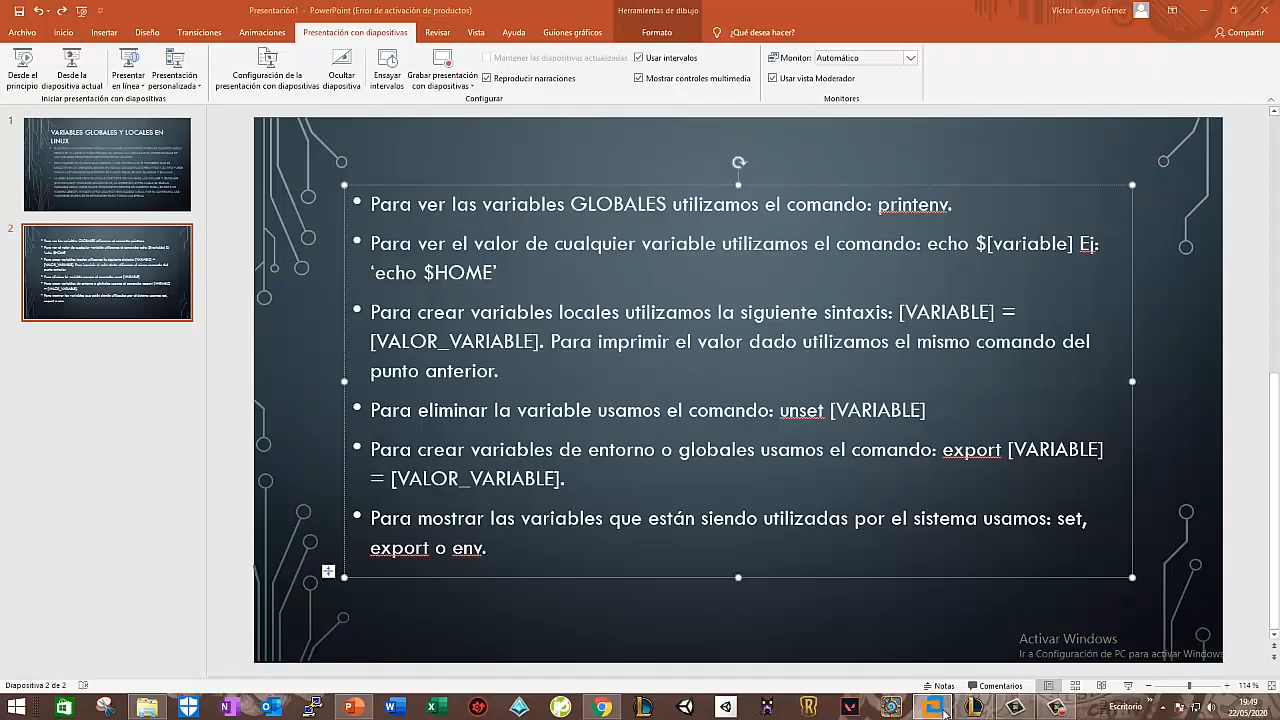 Presentación1 - PowerPoint (Error de activación de productos)
Herramientas de dibujo
Víctor Lozoya Gómez
Archivo
Inicio
Insertar
Diseño
Transiciones
Animaciones
Presentación con diapositivas
Revisar
Vista
Ayuda
Guiones gráficos
Formato
¿Qué desea hacer?
Compartir
Desde el principio
Desde la diapositiva actual
Presentar en línea
Presentación personalizada
Iniciar presentación con diapositivas
Configuración de la presentación con diapositivas
Ocultar diapositiva
Ensayar intervalos
Grabar presentación con diapositivas
Mantener las diapositivas actualizadas
Reproducir narraciones
Usar intervalos
Mostrar controles multimedia
Configurar
Monitor:
Automático
Usar vista Moderador
Monitores
1
VARIABLES GLOBALES Y LOCALES EN
LINUX
2
• Para ver las variables GLOBALES utilizamos el comando: printenv.
• Para ver el valor de cualquier variable utilizamos el comando: echo $[variable] Ej:
‘echo $HOME’
• Para crear variables locales utilizamos la siguiente sintaxis: [VARIABLE] =
[VALOR_VARIABLE]. Para imprimir el valor dado utilizamos el mismo comando del
punto anterior.
• Para eliminar la variable usamos el comando: unset [VARIABLE]
• Para crear variables de entorno o globales usamos el comando: export [VARIABLE]
= [VALOR_VARIABLE].
• Para mostrar las variables que están siendo utilizadas por el sistema usamos: set,
export o env.
Activar Windows
Ir a Configuración de PC para activar Windows.
Diapositiva 2 de 2
Notas
Comentarios
114 %
Escritorio
19:49
22/05/2020